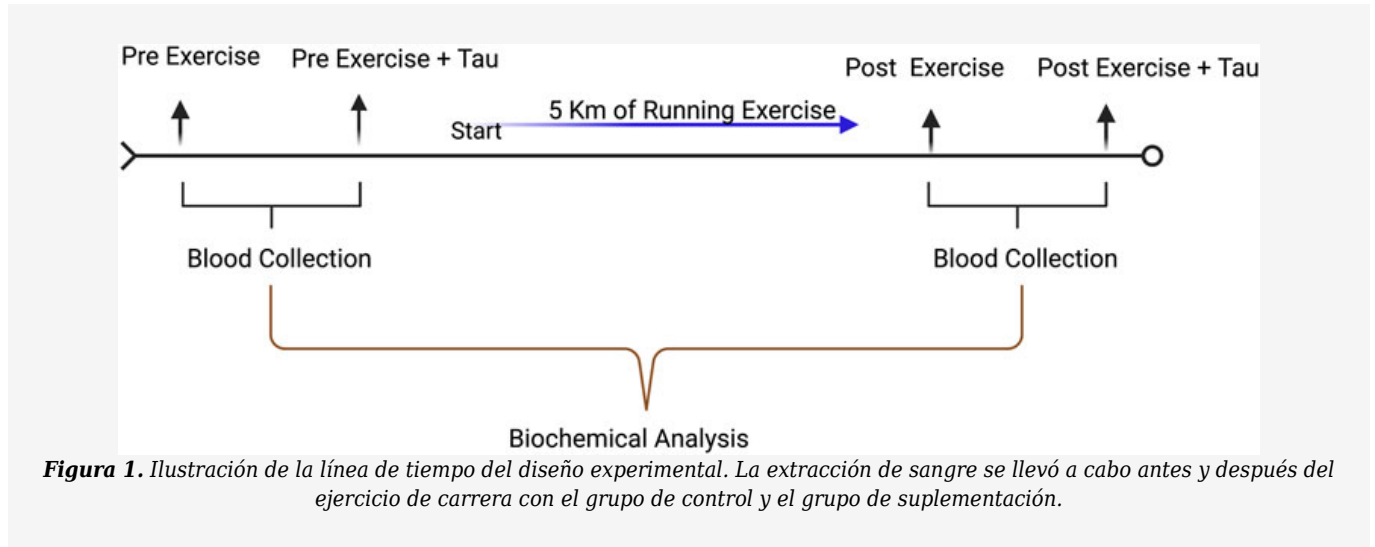 Pre Exercise
Pre Exercise + Tau
Post Exercise
Post Exercise + Tau
5 Km of Running Exercise
Start
Blood Collection
Blood Collection
Biochemical Analysis
Figura 1. Ilustración de la línea de tiempo del diseño experimental. La extracción de sangre se llevó a cabo antes y después del
ejercicio de carrera con el grupo de control y el grupo de suplementación.